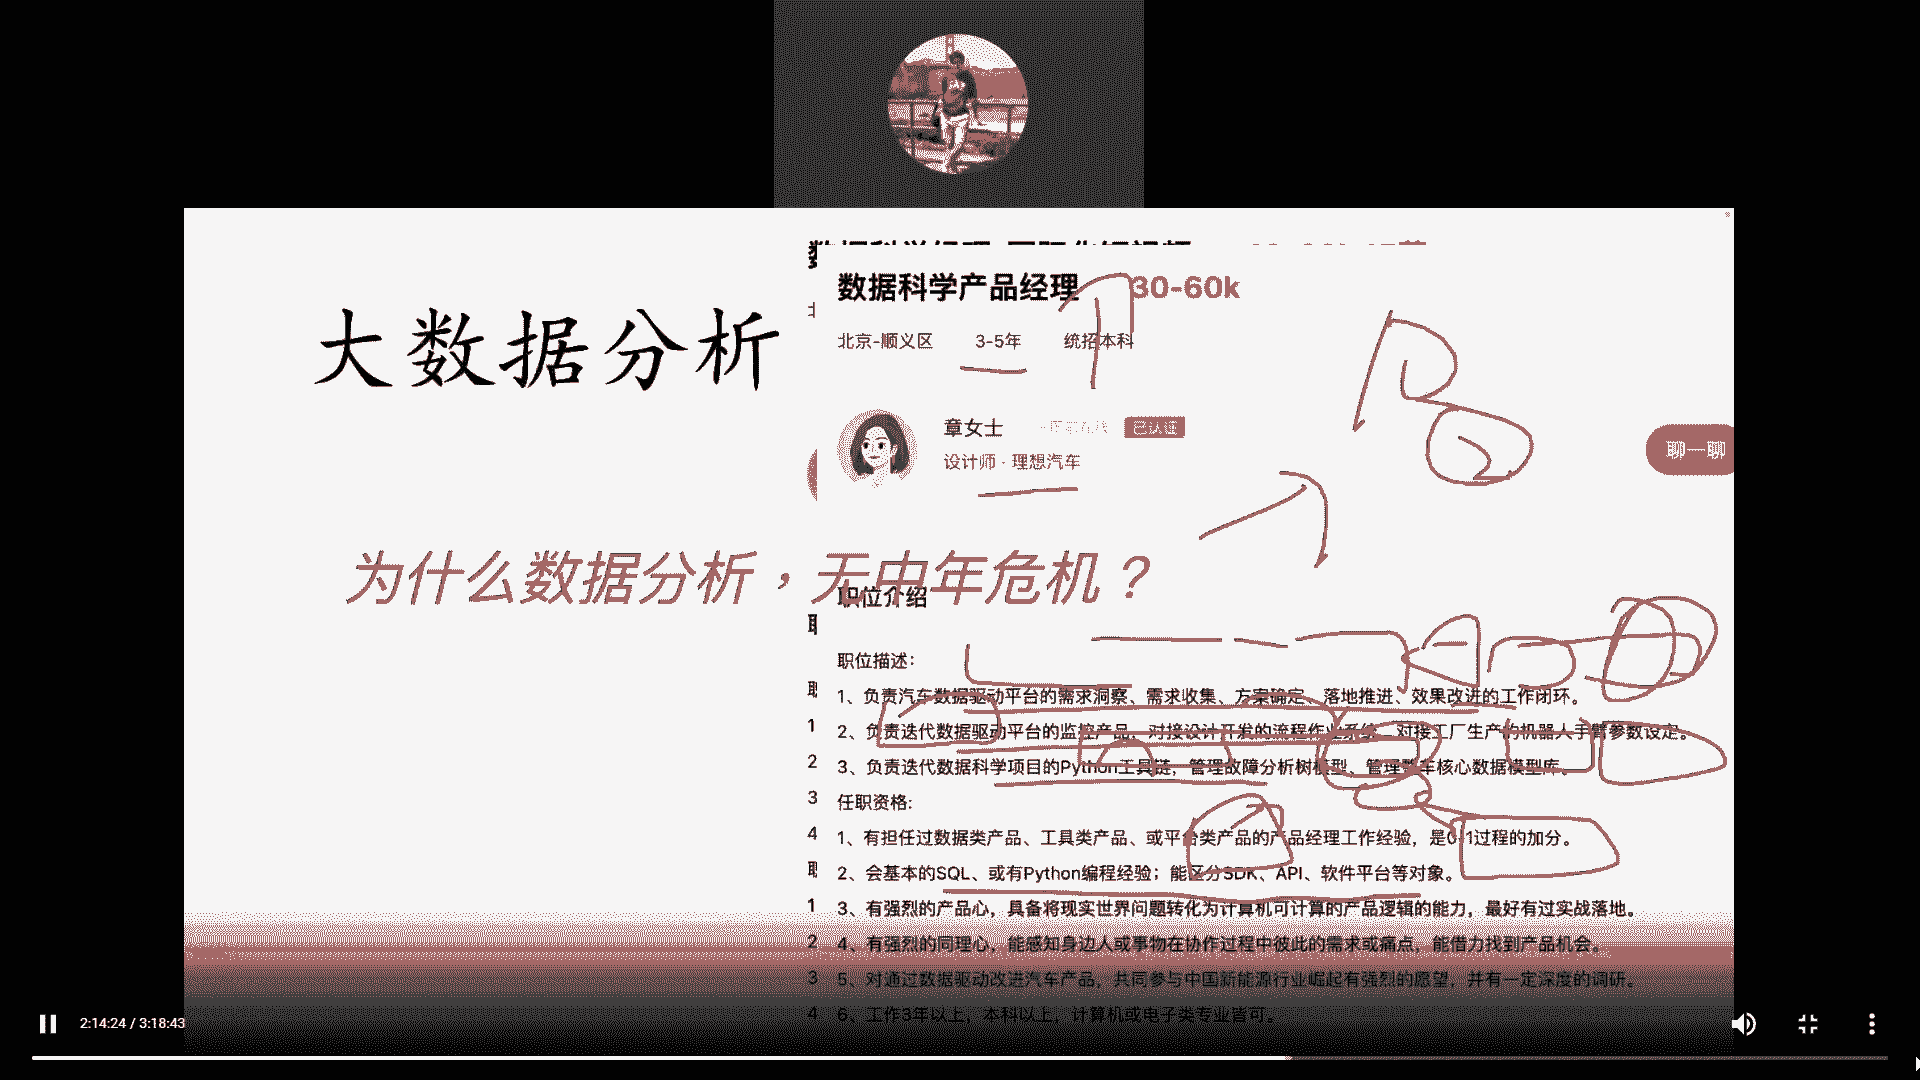 数据科学产品经理 30-60k
北京-顺义区 3-5年 统招本科
大数据分析
章女士 已认证
设计师 · 理想汽车
聊一聊
为什么数据分析，无中年危机？
职位介绍
职位描述：
1、负责汽车数据驱动平台的需求洞察、需求收集、方案确定、落地推进、效果改进的工作闭环。
2、负责迭代数据驱动平台的监控产品，对接设计开发的流程作业系统，对接工厂生产的机器人手臂参数设定。
3、负责迭代数据科学项目的Python工具链，管理故障分析树模型、管理整车核心数据模型库。
任职资格:
1、有担任过数据类产品、工具类产品、或平台类产品的产品经理工作经验，是0-1过程的加分。
2、会基本的SQL、或有Python编程经验；能区分SDK、API、软件平台等对象。
3、有强烈的产品心，具备将现实世界问题转化为计算机可计算的产品逻辑的能力，最好有过实战落地。
4、有强烈的同理心，能感知身边人或事物在协作过程中彼此的需求或痛点，能借力找到产品机会。
5、对通过数据驱动改进汽车产品，共同参与中国新能源行业崛起有强烈的愿望，并有一定深度的调研。
6、工作3年以上，本科以上，计算机或电子类专业皆可。
2:14:24 / 3:18:43